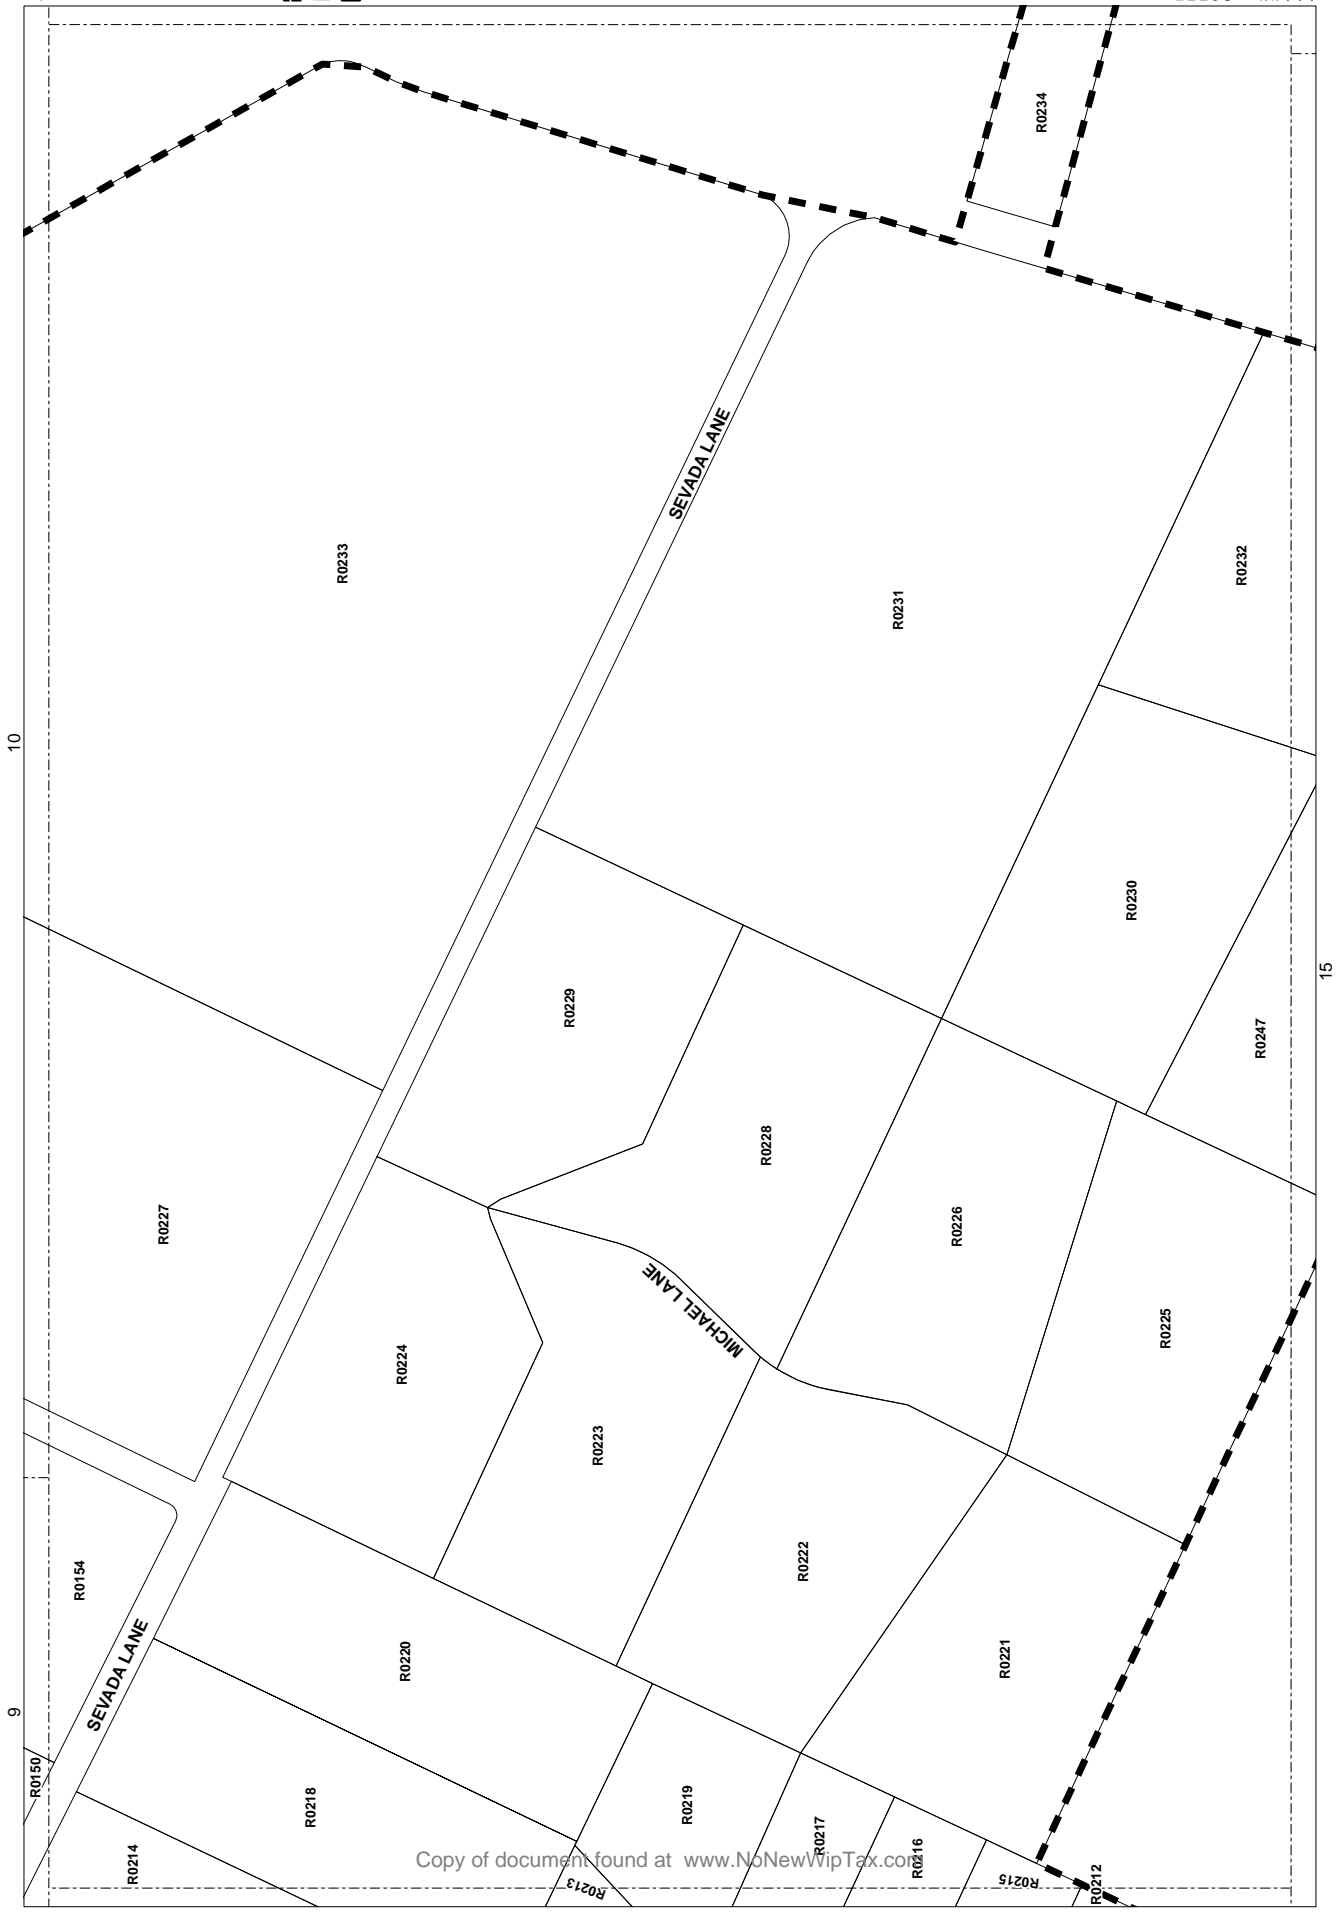 R0234
R0233
SEVADA LANE
R0232
R0231
10
R0230
15
R0229
R0247
R0228
R0227
R0226
MICHAEL LANE
R0225
R0224
R0223
R0222
R0154
R0220
R0221
SEVADA LANE
9
R0150
R0218
R0219
R0217
R0214
R0216
R0213
R0215
R0212
Copy of document found at www.NoNewWipTax.com